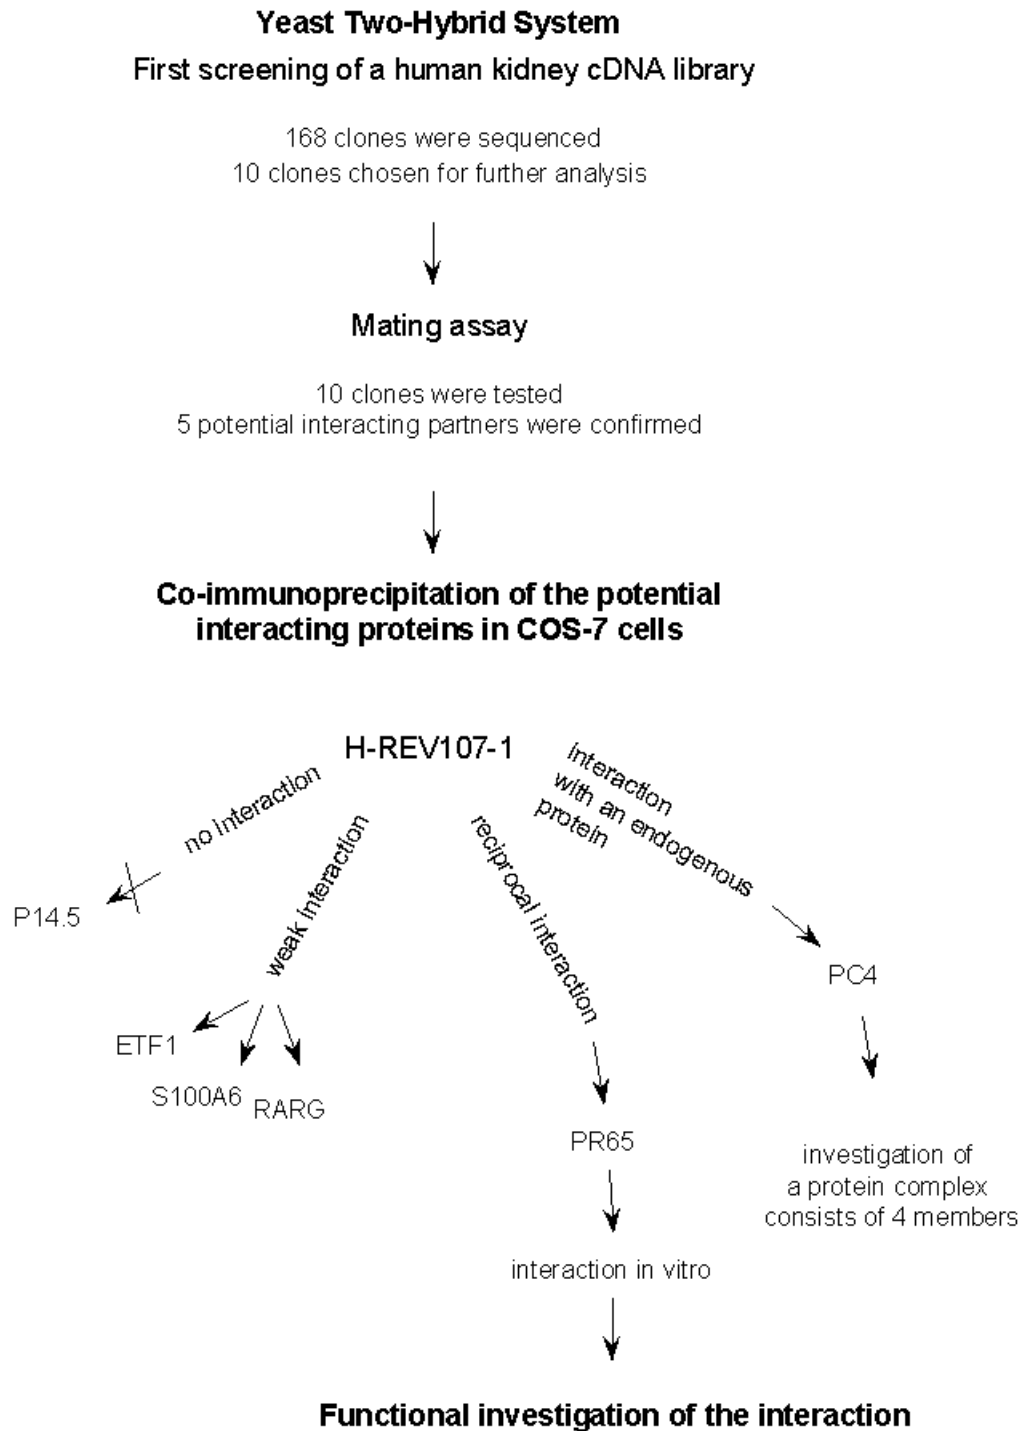 Yeast Two-Hybrid System
First screening of a human kidney cDNA library
168 clones were sequenced
10 clones chosen for further analysis
Mating assay
10 clones were tested
5 potential interacting partners were confirmed
Co-immunoprecipitation of the potential
interacting proteins in COS-7 cells
H-REV107-1
no interaction
P14.5
weak interaction
ETF1
S100A6
RARG
reciprocal interaction
PR65
interaction in vitro
interaction
with an endogenous
protein
PC4
investigation of
a protein complex
consists of 4 members
Functional investigation of the interaction